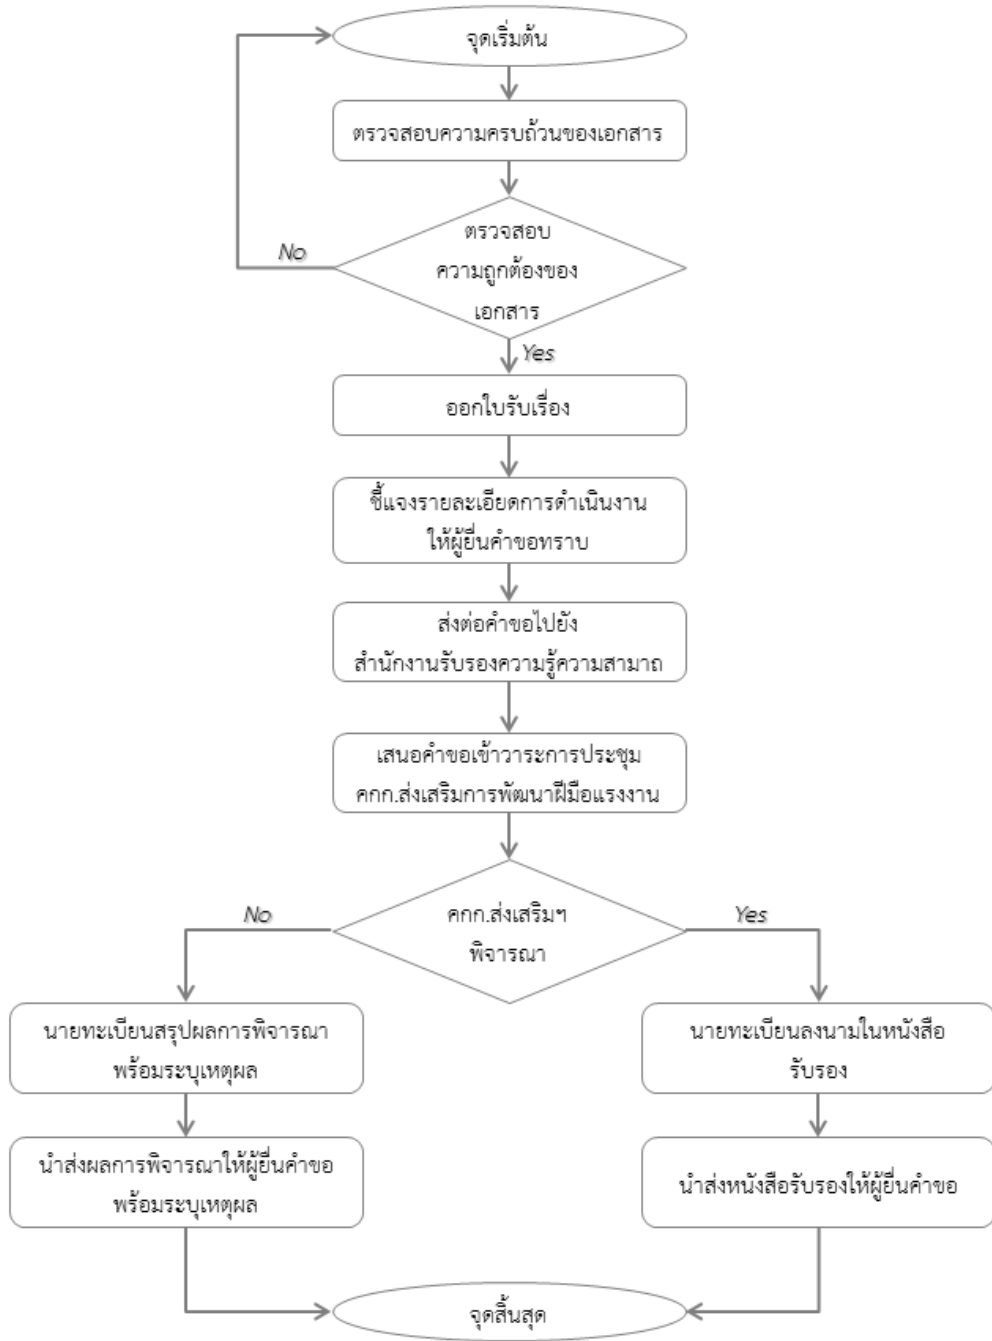 จุดเริ่มต้น
ตรวจสอบความครบถ้วนของเอกสาร
ตรวจสอบ
ความถูกต้องของ
เอกสาร
No
Yes
ออกใบรับเรื่อง
ชี้แจงรายละเอียดการดำเนินงาน
ให้ผู้ยื่นคำขอทราบ
ส่งต่อคำขอไปยัง
สำนักงานรับรองความรู้ความสามาถ
เสนอคำขอเข้าวาระการประชุม
คกก.ส่งเสริมการพัฒนาฝีมือแรงงาน
คกก.ส่งเสริมฯ
พิจารณา
No
Yes
นายทะเบียนสรุปผลการพิจารณา
พร้อมระบุเหตุผล
นายทะเบียนลงนามในหนังสือ
รับรอง
นำส่งผลการพิจารณาให้ผู้ยื่นคำขอ
พร้อมระบุเหตุผล
นำส่งหนังสือรับรองให้ผู้ยื่นคำขอ
จุดสิ้นสุด